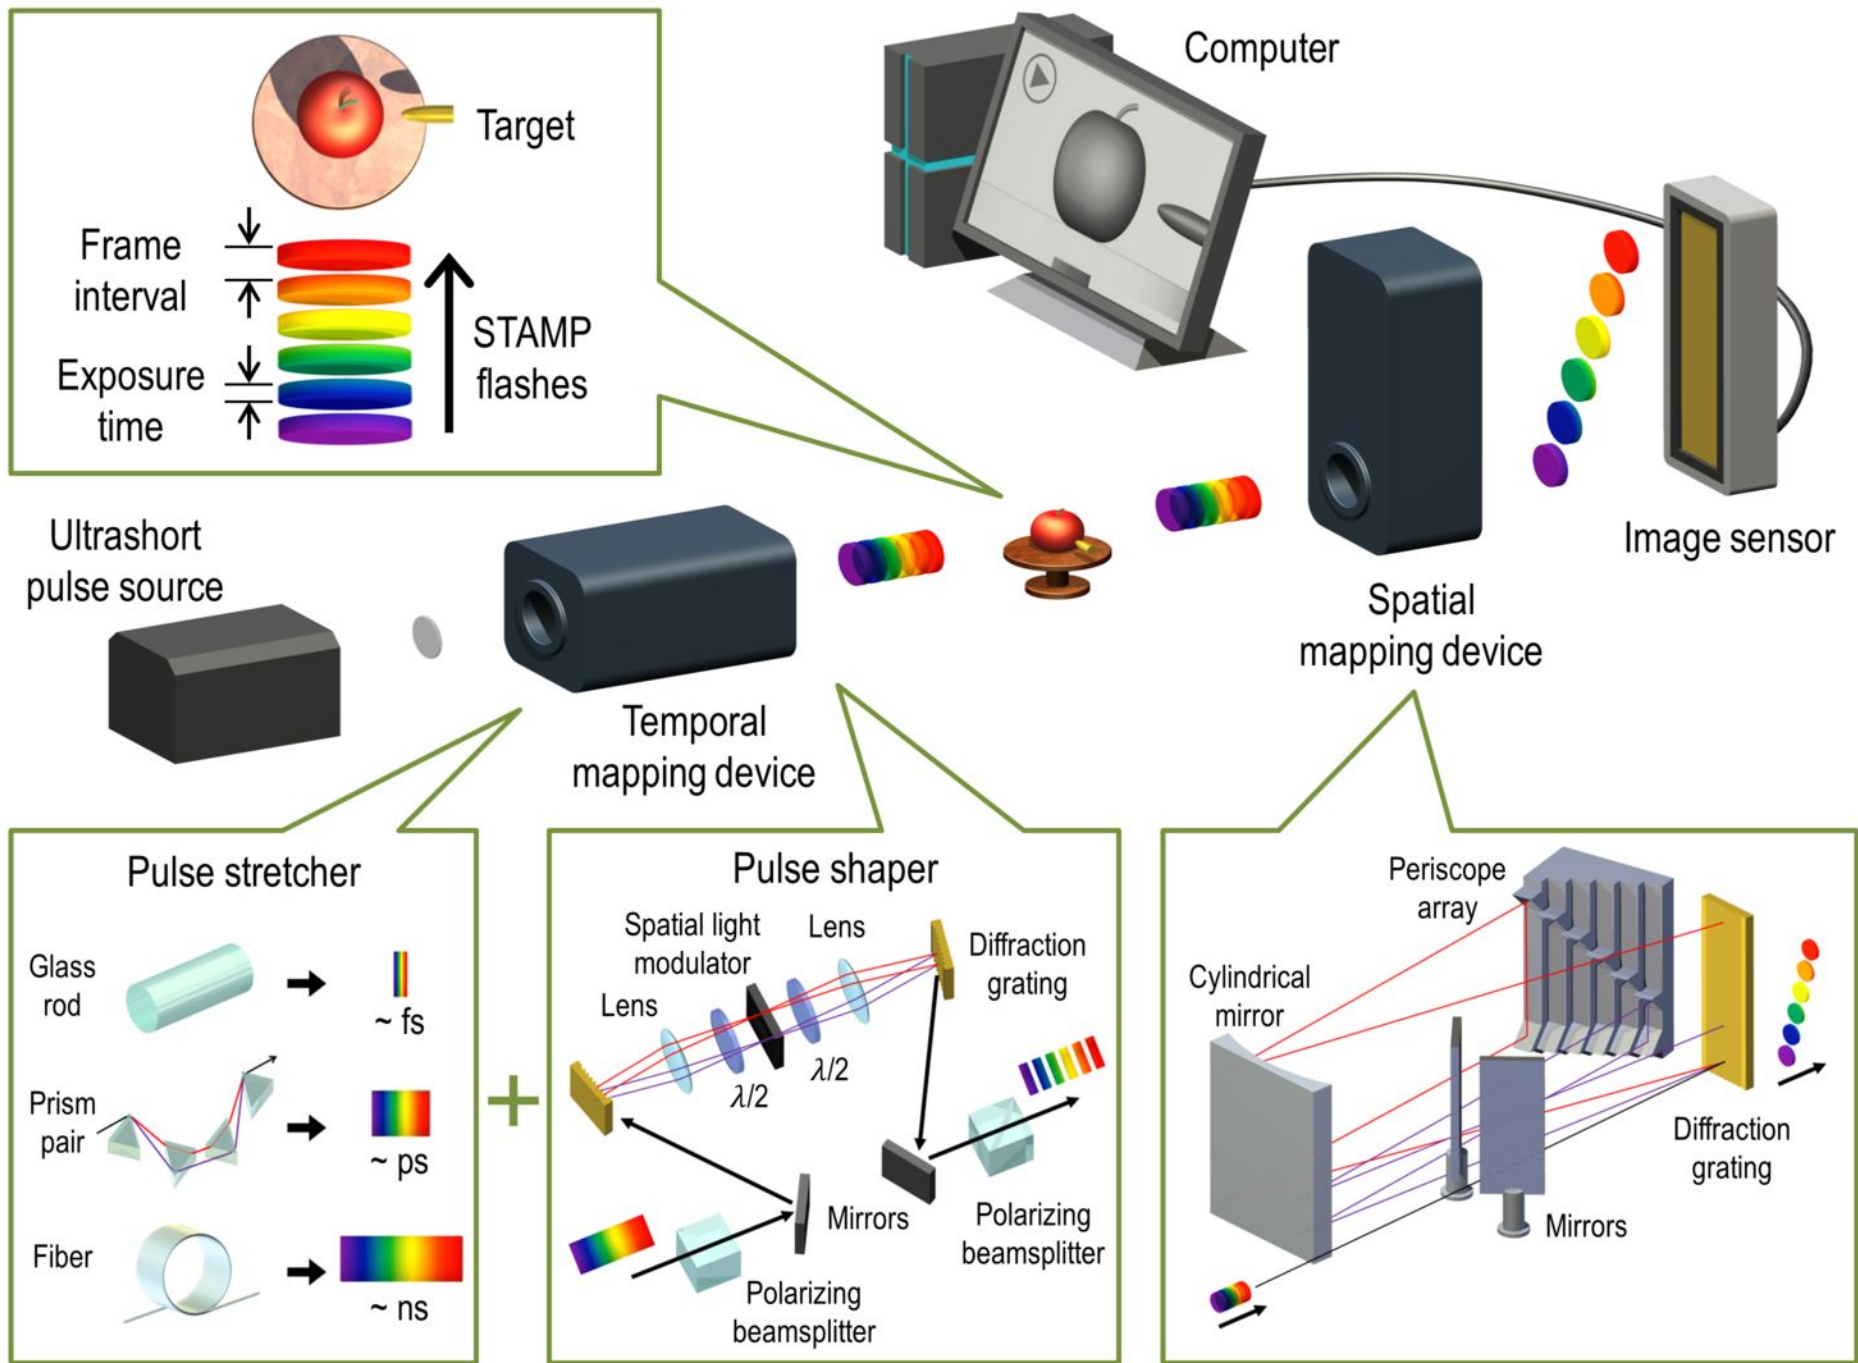 Target
Frame
interval
Exposure
time
STAMP
flashes
Computer
Image sensor
Ultrashort
pulse source
Temporal
mapping device
Spatial
mapping device
Pulse stretcher
Glass
rod
~ fs
Prism
pair
~ ps
Fiber
~ ns
+
Pulse shaper
Spatial light
modulator
Lens
Lens
λ/2
λ/2
Diffraction
grating
Mirrors
Polarizing
beamsplitter
Polarizing
beamsplitter
Periscope
array
Cylindrical
mirror
Mirrors
Diffraction
grating